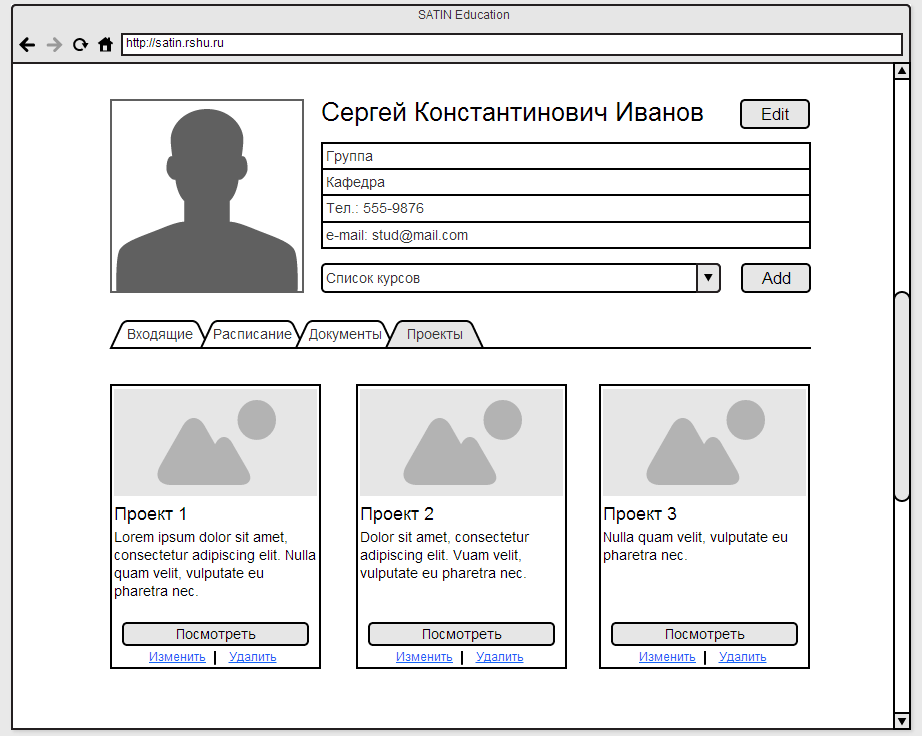 SATIN Education
http://satin.rshu.ru
Сергей Константинович Иванов
Edit
Группа
Кафедра
Тел.: 555-9876
e-mail: stud@mail.com
Список курсов
Add
Входящие
Расписание
Документы
Проекты
Проект 1
Lorem ipsum dolor sit amet,
consectetur adipiscing elit. Nulla
quam velit, vulputate eu
pharetra nec.
Посмотреть
Изменить | Удалить
Проект 2
Dolor sit amet, consectetur
adipiscing elit. Vuam velit,
vulputate eu pharetra nec.
Посмотреть
Изменить | Удалить
Проект 3
Nulla quam velit, vulputate eu
pharetra nec.
Посмотреть
Изменить | Удалить